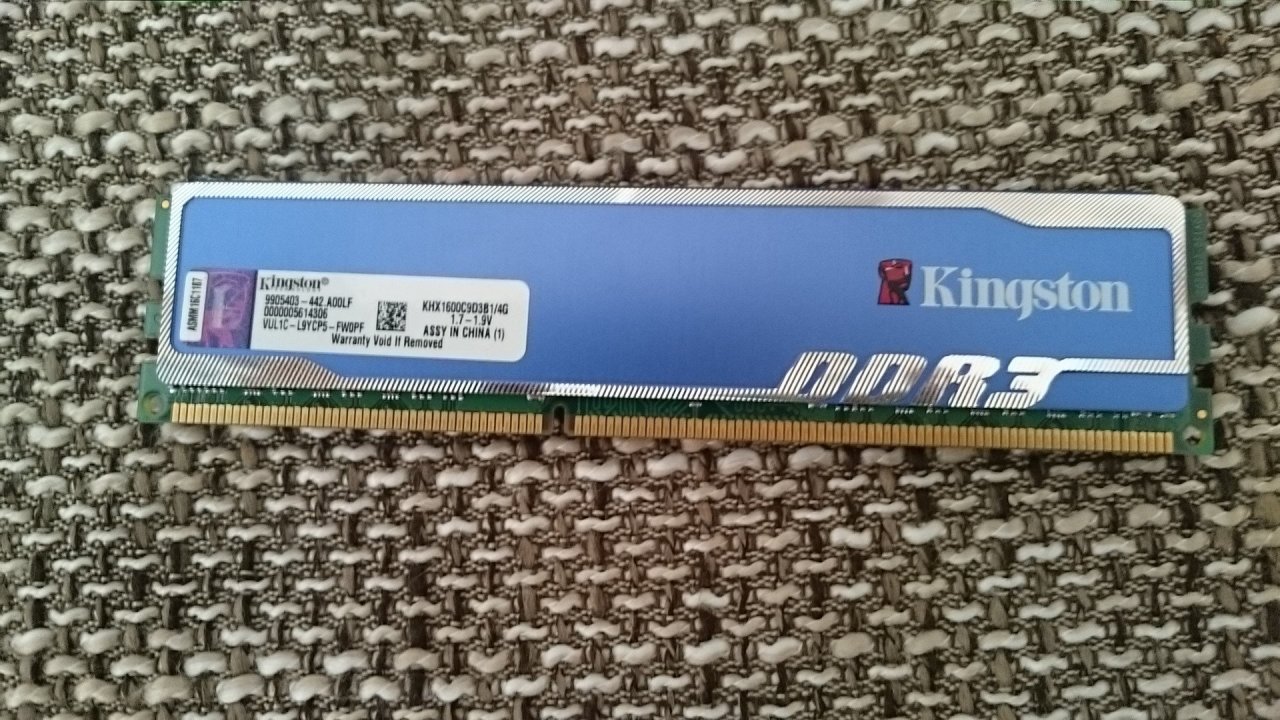 ASMM16C1187
Kingston®
9905403-442.A00LF
0000005614306
VUL1C-L9YCP5-FWDPF
KHX1600C9D3B1/4G
1.7-1.9V
ASSY IN CHINA (1)
Warranty Void If Removed
Kingston
DDR3